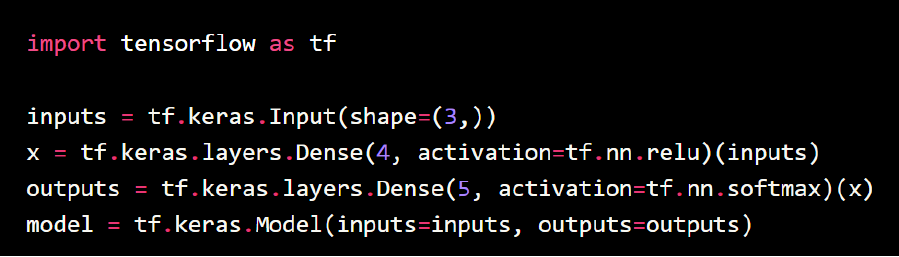 import tensorflow as tf
inputs = tf.keras.Input(shape=(3,))
x = tf.keras.layers.Dense(4, activation=tf.nn.relu)(inputs)
outputs = tf.keras.layers.Dense(5, activation=tf.nn.softmax)(x)
model = tf.keras.Model(inputs=inputs, outputs=outputs)